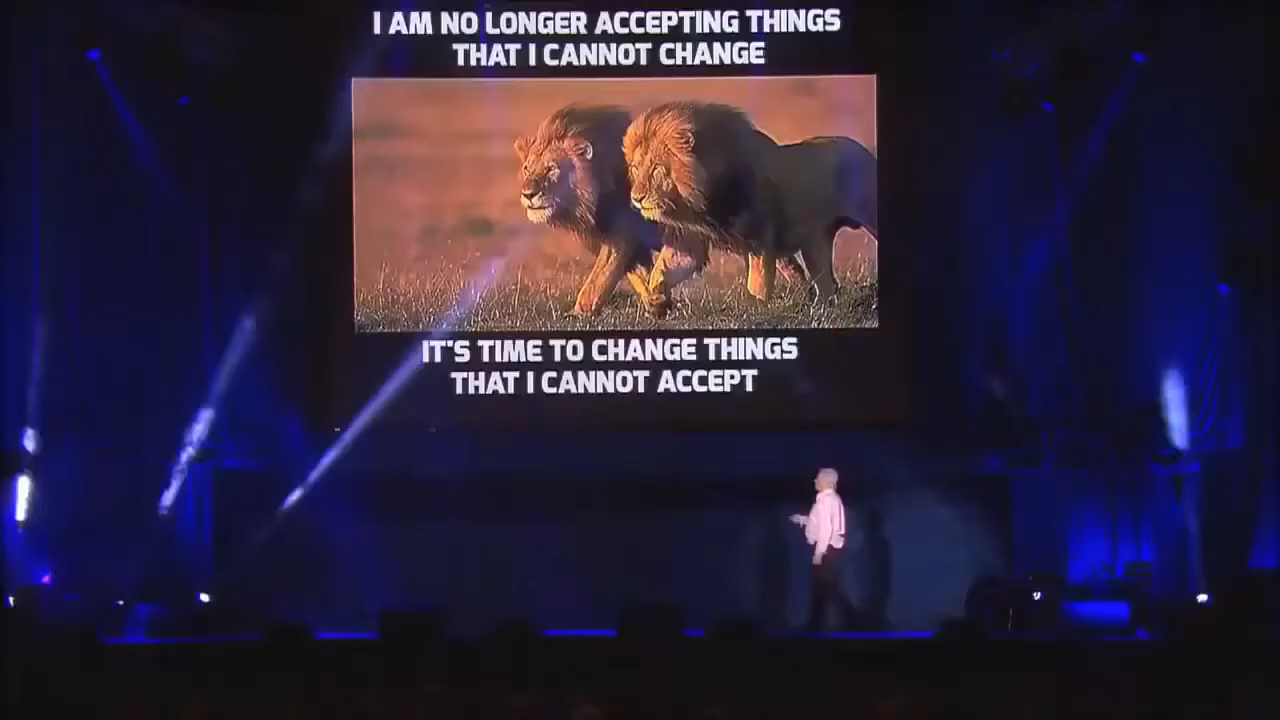 I AM NO LONGER ACCEPTING THINGS
THAT I CANNOT CHANGE
IT'S TIME TO CHANGE THINGS
THAT I CANNOT ACCEPT